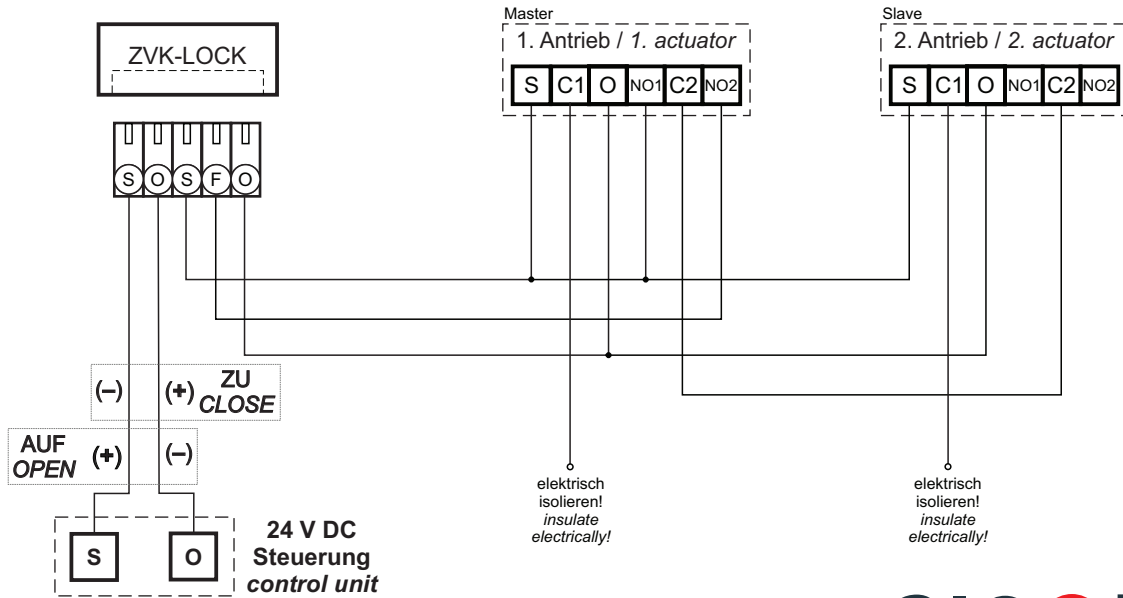 Master
1. Antrieb / 1. actuator
S C1 O NO1 C2 NO2
Slave
2. Antrieb / 2. actuator
S C1 O NO1 C2 NO2
ZVK-LOCK
S O S F O
(–) (+) ZU
CLOSE
AUF
OPEN (+) (–)
S O
24 V DC
Steuerung
control unit
elektrisch
isolieren!
insulate
electrically!
elektrisch
isolieren!
insulate
electrically!